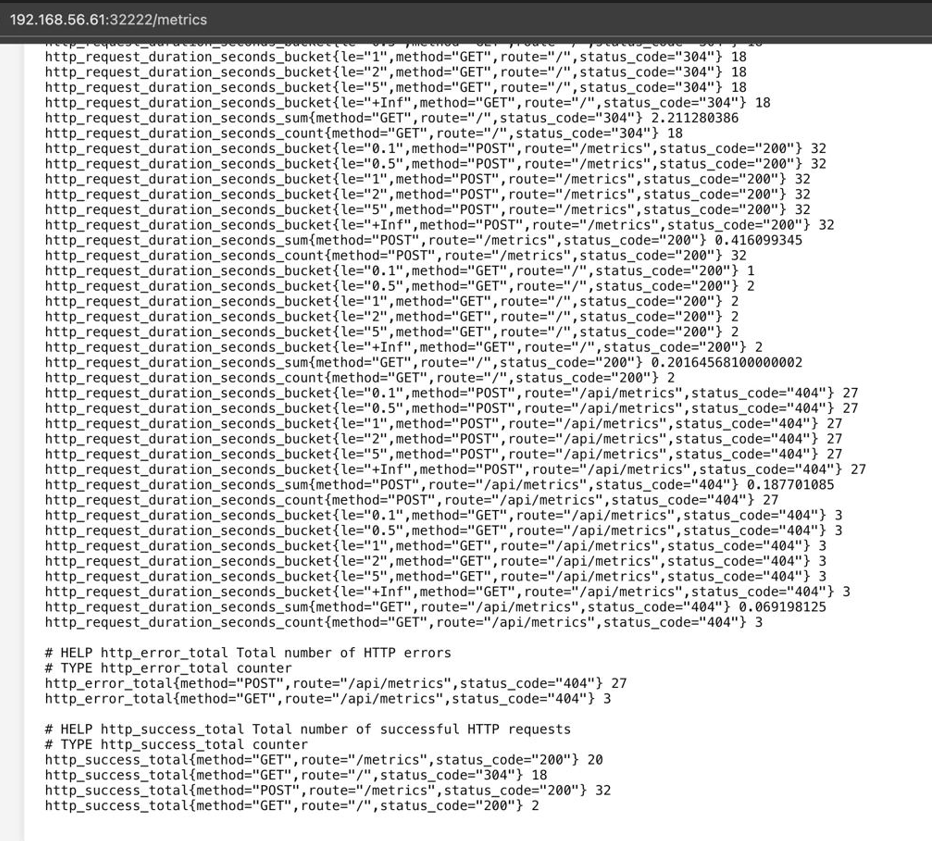 192.168.56.61:32222/metrics
http_request_duration_seconds_bucket{le="0.5",method="GET",route="/",status_code="304"} 18
http_request_duration_seconds_bucket{le="1",method="GET",route="/",status_code="304"} 18
http_request_duration_seconds_bucket{le="2",method="GET",route="/",status_code="304"} 18
http_request_duration_seconds_bucket{le="5",method="GET",route="/",status_code="304"} 18
http_request_duration_seconds_bucket{le="+Inf",method="GET",route="/",status_code="304"} 18
http_request_duration_seconds_sum{method="GET",route="/",status_code="304"} 2.211280386
http_request_duration_seconds_count{method="GET",route="/",status_code="304"} 18
http_request_duration_seconds_bucket{le="0.1",method="POST",route="/metrics",status_code="200"} 32
http_request_duration_seconds_bucket{le="0.5",method="POST",route="/metrics",status_code="200"} 32
http_request_duration_seconds_bucket{le="1",method="POST",route="/metrics",status_code="200"} 32
http_request_duration_seconds_bucket{le="2",method="POST",route="/metrics",status_code="200"} 32
http_request_duration_seconds_bucket{le="5",method="POST",route="/metrics",status_code="200"} 32
http_request_duration_seconds_bucket{le="+Inf",method="POST",route="/metrics",status_code="200"} 32
http_request_duration_seconds_sum{method="POST",route="/metrics",status_code="200"} 0.416099345
http_request_duration_seconds_count{method="POST",route="/metrics",status_code="200"} 32
http_request_duration_seconds_bucket{le="0.1",method="GET",route="/",status_code="200"} 1
http_request_duration_seconds_bucket{le="0.5",method="GET",route="/",status_code="200"} 2
http_request_duration_seconds_bucket{le="1",method="GET",route="/",status_code="200"} 2
http_request_duration_seconds_bucket{le="2",method="GET",route="/",status_code="200"} 2
http_request_duration_seconds_bucket{le="5",method="GET",route="/",status_code="200"} 2
http_request_duration_seconds_bucket{le="+Inf",method="GET",route="/",status_code="200"} 2
http_request_duration_seconds_sum{method="GET",route="/",status_code="200"} 0.20164568100000002
http_request_duration_seconds_count{method="GET",route="/",status_code="200"} 2
http_request_duration_seconds_bucket{le="0.1",method="POST",route="/api/metrics",status_code="404"} 27
http_request_duration_seconds_bucket{le="0.5",method="POST",route="/api/metrics",status_code="404"} 27
http_request_duration_seconds_bucket{le="1",method="POST",route="/api/metrics",status_code="404"} 27
http_request_duration_seconds_bucket{le="2",method="POST",route="/api/metrics",status_code="404"} 27
http_request_duration_seconds_bucket{le="5",method="POST",route="/api/metrics",status_code="404"} 27
http_request_duration_seconds_bucket{le="+Inf",method="POST",route="/api/metrics",status_code="404"} 27
http_request_duration_seconds_sum{method="POST",route="/api/metrics",status_code="404"} 0.187701085
http_request_duration_seconds_count{method="POST",route="/api/metrics",status_code="404"} 27
http_request_duration_seconds_bucket{le="0.1",method="GET",route="/api/metrics",status_code="404"} 3
http_request_duration_seconds_bucket{le="0.5",method="GET",route="/api/metrics",status_code="404"} 3
http_request_duration_seconds_bucket{le="1",method="GET",route="/api/metrics",status_code="404"} 3
http_request_duration_seconds_bucket{le="2",method="GET",route="/api/metrics",status_code="404"} 3
http_request_duration_seconds_bucket{le="5",method="GET",route="/api/metrics",status_code="404"} 3
http_request_duration_seconds_bucket{le="+Inf",method="GET",route="/api/metrics",status_code="404"} 3
http_request_duration_seconds_sum{method="GET",route="/api/metrics",status_code="404"} 0.069198125
http_request_duration_seconds_count{method="GET",route="/api/metrics",status_code="404"} 3
# HELP http_error_total Total number of HTTP errors
# TYPE http_error_total counter
http_error_total{method="POST",route="/api/metrics",status_code="404"} 27
http_error_total{method="GET",route="/api/metrics",status_code="404"} 3
# HELP http_success_total Total number of successful HTTP requests
# TYPE http_success_total counter
http_success_total{method="GET",route="/metrics",status_code="200"} 20
http_success_total{method="GET",route="/",status_code="304"} 18
http_success_total{method="POST",route="/metrics",status_code="200"} 32
http_success_total{method="GET",route="/",status_code="200"} 2